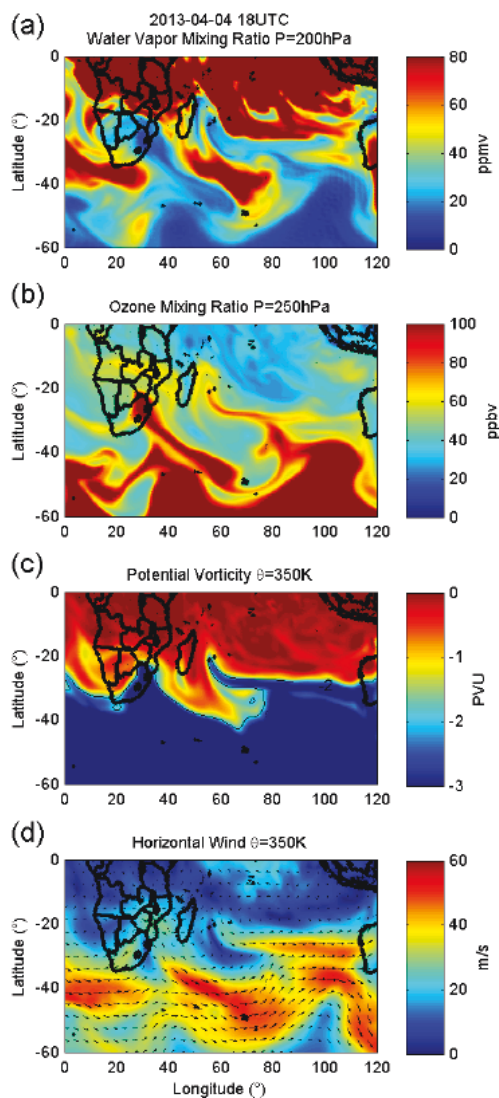 (a)
2013-04-04 18UTC
Water Vapor Mixing Ratio P=200hPa
Latitude (°)
0
-20
-40
-60
0 20 40 60 80 100 120
80
60
40
20
0
ppmv
(b)
Ozone Mixing Ratio P=250hPa
Latitude (°)
0
-20
-40
-60
0 20 40 60 80 100 120
100
80
60
40
20
0
ppbv
(c)
Potential Vorticity θ=350K
Latitude (°)
0
-20
-40
-60
0 20 40 60 80 100 120
-2
0
-1
-2
-3
PVU
(d)
Horizontal Wind θ=350K
Latitude (°)
0
-20
-40
-60
0 20 40 60 80 100 120
Longitude (°)
60
40
20
0
m/s